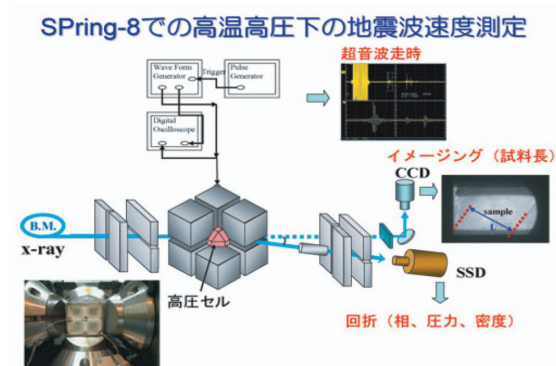 SPring-8での高温高圧下の地震波速度測定
超音波走時
Wave Form
Generator
Trigger
Pulse
Generator
Digital
Oscilloscope
イメージング（試料長）
CCD
sample
L
B.M.
x-ray
高圧セル
SSD
回折（相、圧力、密度）